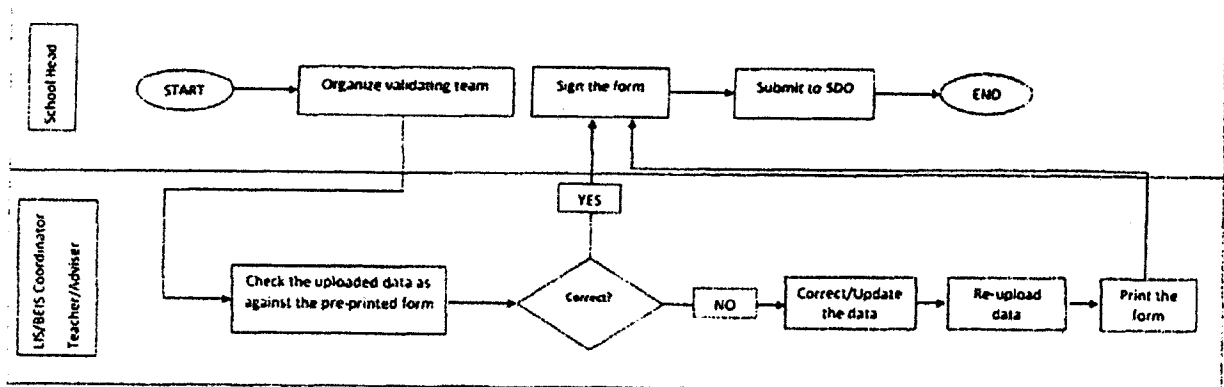 School Head
START
Organize validating team
Sign the form
Submit to SDO
END
YES
LIS/BEIS Coordinator
Teacher/Adviser
Check the uploaded data as
against the pre-printed form
Correct?
NO
Correct/Update
the data
Re-upload
data
Print the
form